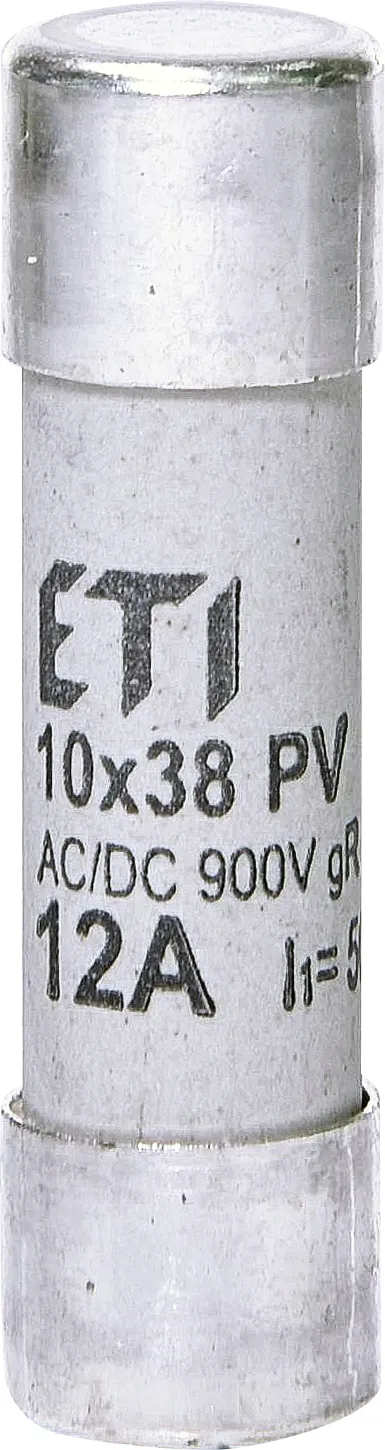 ETI
10x38 PV
AC/DC 900V gR
12A I1= 5